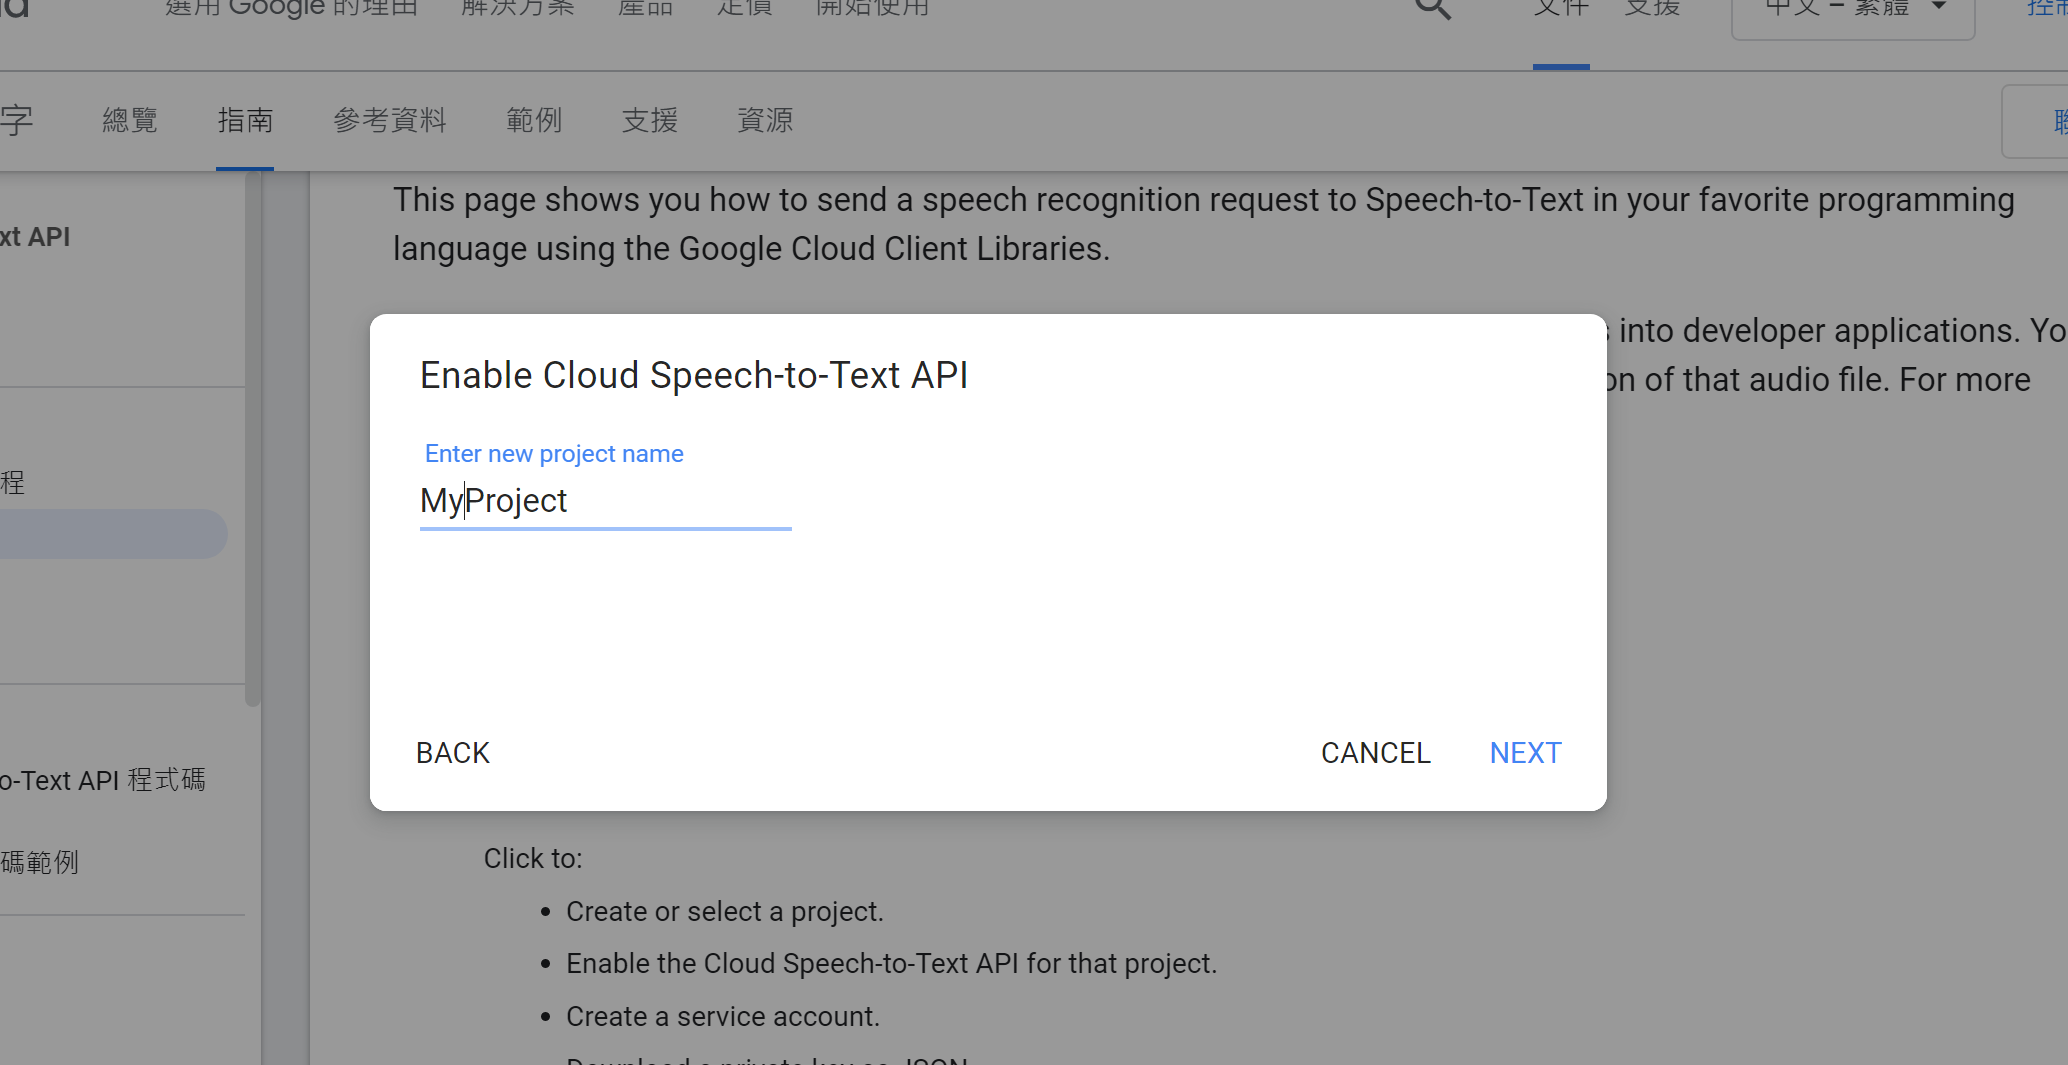 選用 Google 的理由 解決方案 產品 定價 開始使用 文件 支援 中文 – 繁體
字 總覽 指南 參考資料 範例 支援 資源
This page shows you how to send a speech recognition request to Speech-to-Text in your favorite programming
language using the Google Cloud Client Libraries.
xt API
into developer applications. Yo
on of that audio file. For more
Enable Cloud Speech-to-Text API
Enter new project name
MyProject
程
BACK CANCEL NEXT
o-Text API 程式碼
碼範例
Click to:
Create or select a project.
Enable the Cloud Speech-to-Text API for that project.
Create a service account.
Download a private key as JSON